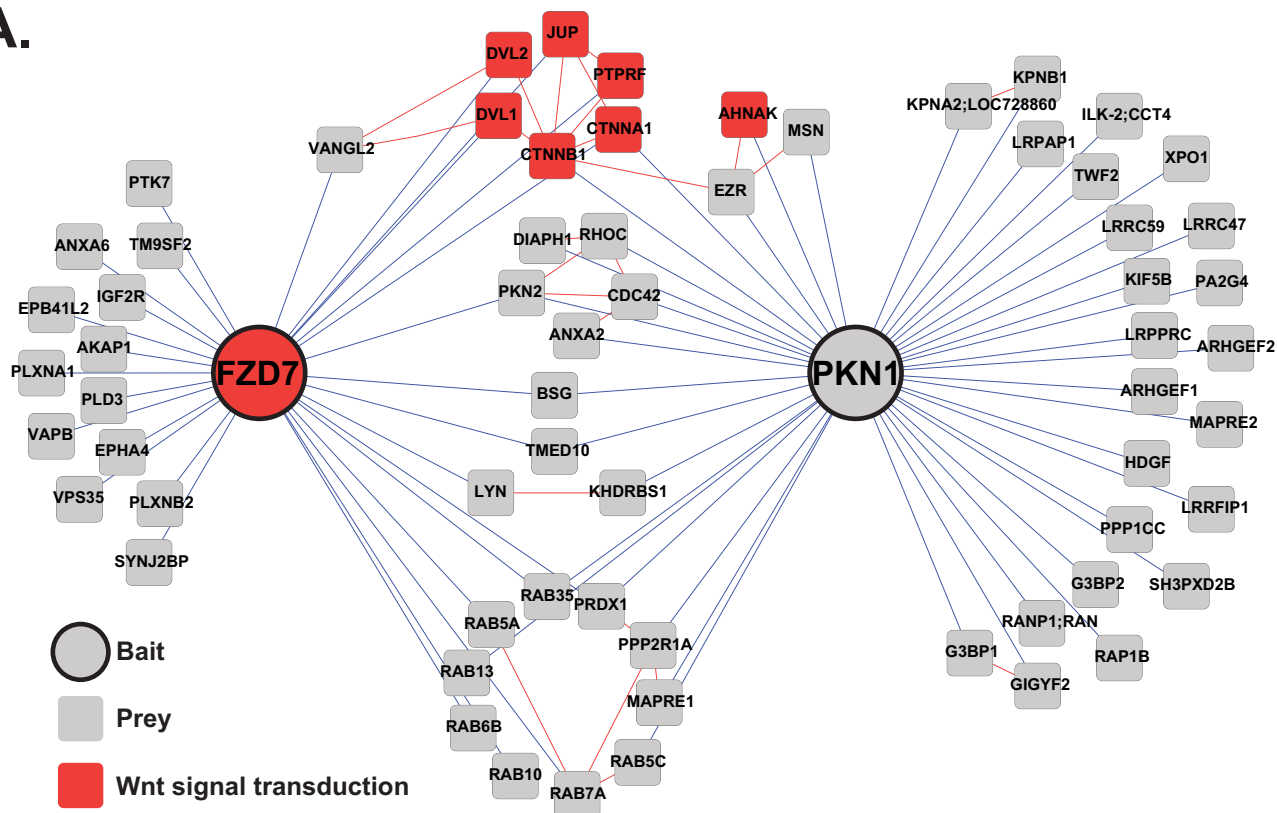 A.
JUP
DVL2
PTPRF
KPNB1
KPNA2;LOC728860
DVL1
AHNAK
ILK-2;CCT4
CTNNA1
MSN
LRPAP1
VANGL2
CTNNB1
XPO1
TWF2
PTK7
EZR
ANXA6
TM9SF2
DIAPH1
RHOC
LRRC59
LRRC47
IGF2R
EPB41L2
PKN2
CDC42
KIF5B
PA2G4
ANXA2
AKAP1
LRPPRC
ARHGEF2
PLXNA1
FZD7
PKN1
PLD3
BSG
ARHGEF1
VAPB
MAPRE2
EPHA4
TMED10
HDGF
VPS35
PLXNB2
LYN
KHDRBS1
LRRFIP1
PPP1CC
SYNJ2BP
RAB35
PRDX1
G3BP2
SH3PXD2B
RAB5A
RANP1;RAN
Bait
PPP2R1A
G3BP1
RAP1B
RAB13
GIGYF2
MAPRE1
Prey
RAB6B
RAB5C
RAB10
Wnt signal transduction
RAB7A